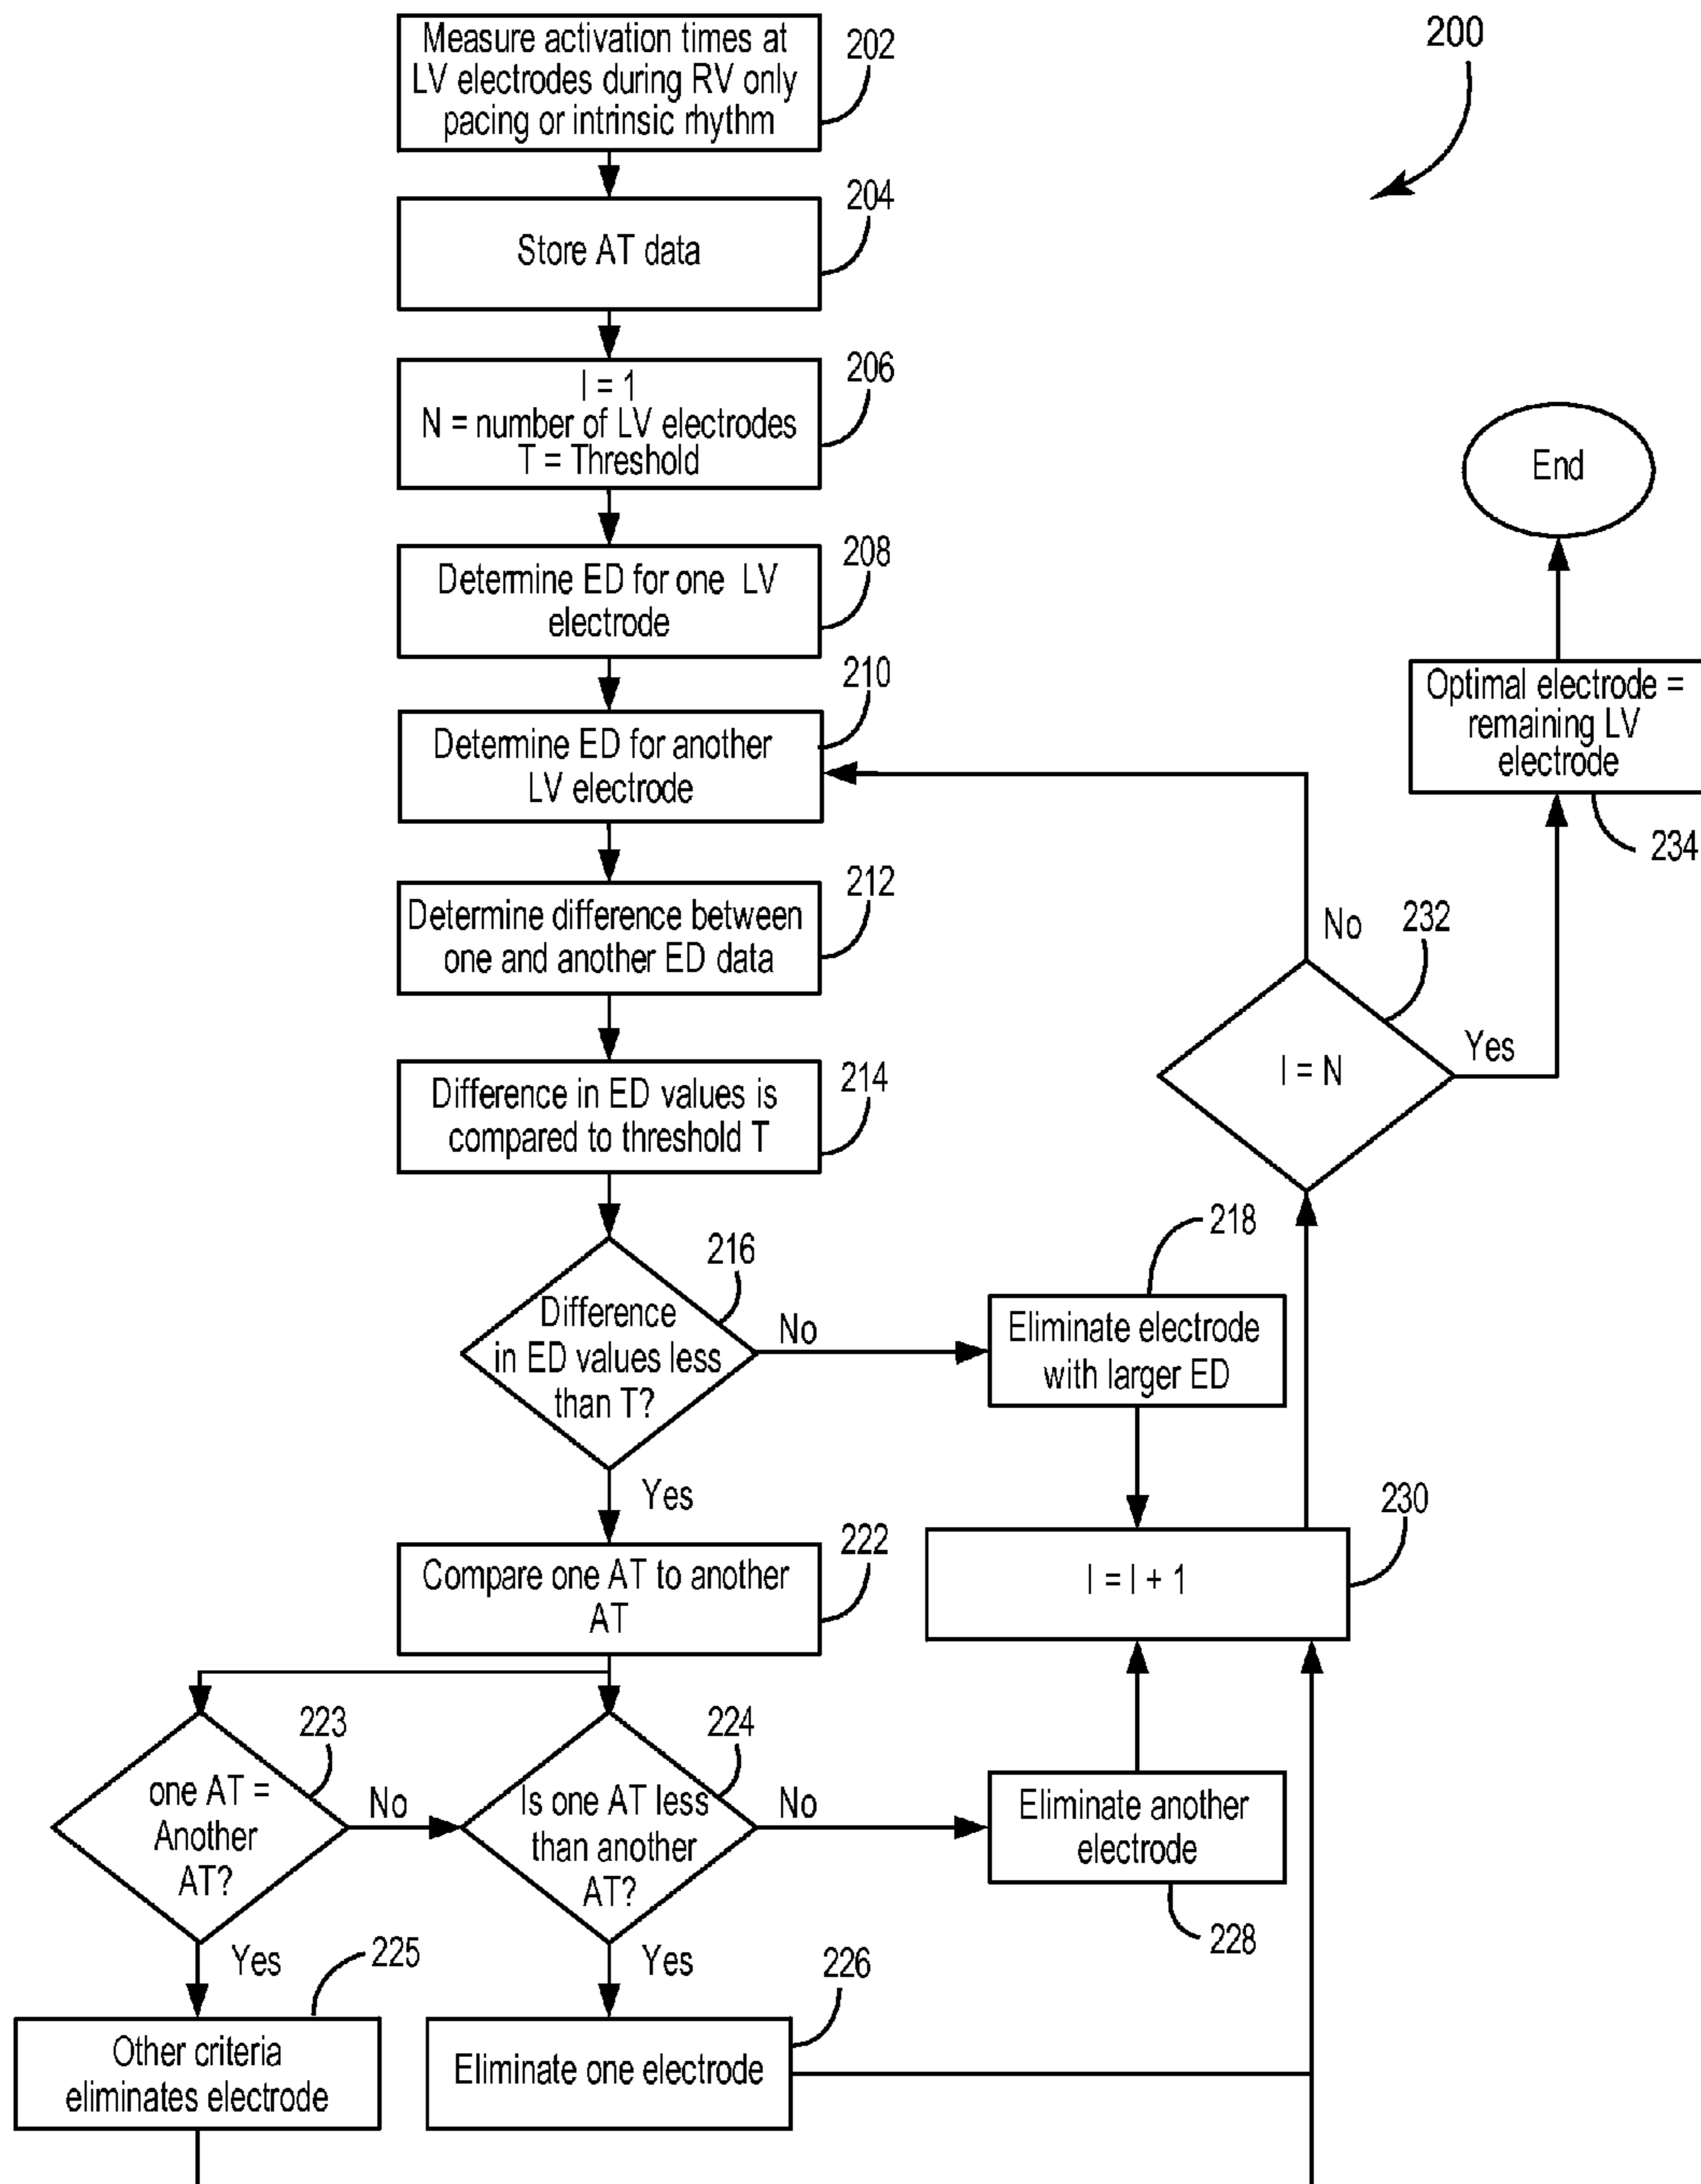 200
Measure activation times at
LV electrodes during RV only
pacing or intrinsic rhythm
202
Store AT data
204
I = 1
N = number of LV electrodes
T = Threshold
206
Determine ED for one LV
electrode
208
Determine ED for another
LV electrode
210
Determine difference between
one and another ED data
212
Difference in ED values is
compared to threshold T
214
Difference
in ED values less
than T?
216
No
Yes
Eliminate electrode
with larger ED
218
Compare one AT to another
AT
222
one AT =
Another
AT?
223
No
Yes
Is one AT less
than another
AT?
224
No
Yes
Other criteria
eliminates electrode
225
Eliminate one electrode
226
Eliminate another
electrode
228
I = I + 1
230
I = N
232
No
Yes
Optimal electrode =
remaining LV
electrode
234
End